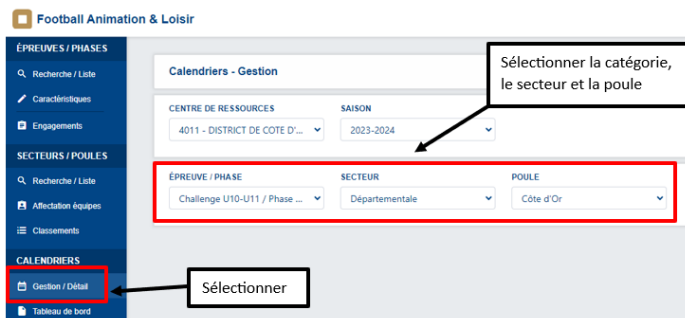 Football Animation & Loisir
ÉPREUVES / PHASES
Recherche / Liste
Caractéristiques
Engagements
SECTEURS / POULES
Recherche / Liste
Affectation équipes
Classements
CALENDRIERS
Gestion / Détail
Tableau de bord
Calendriers - Gestion
Sélectionner la catégorie,
le secteur et la poule
CENTRE DE RESSOURCES
SAISON
4011 - DISTRICT DE COTE D'...
2023-2024
ÉPREUVE / PHASE
SECTEUR
POULE
Challenge U10-U11 / Phase ...
Départementale
Côte d'Or
Sélectionner